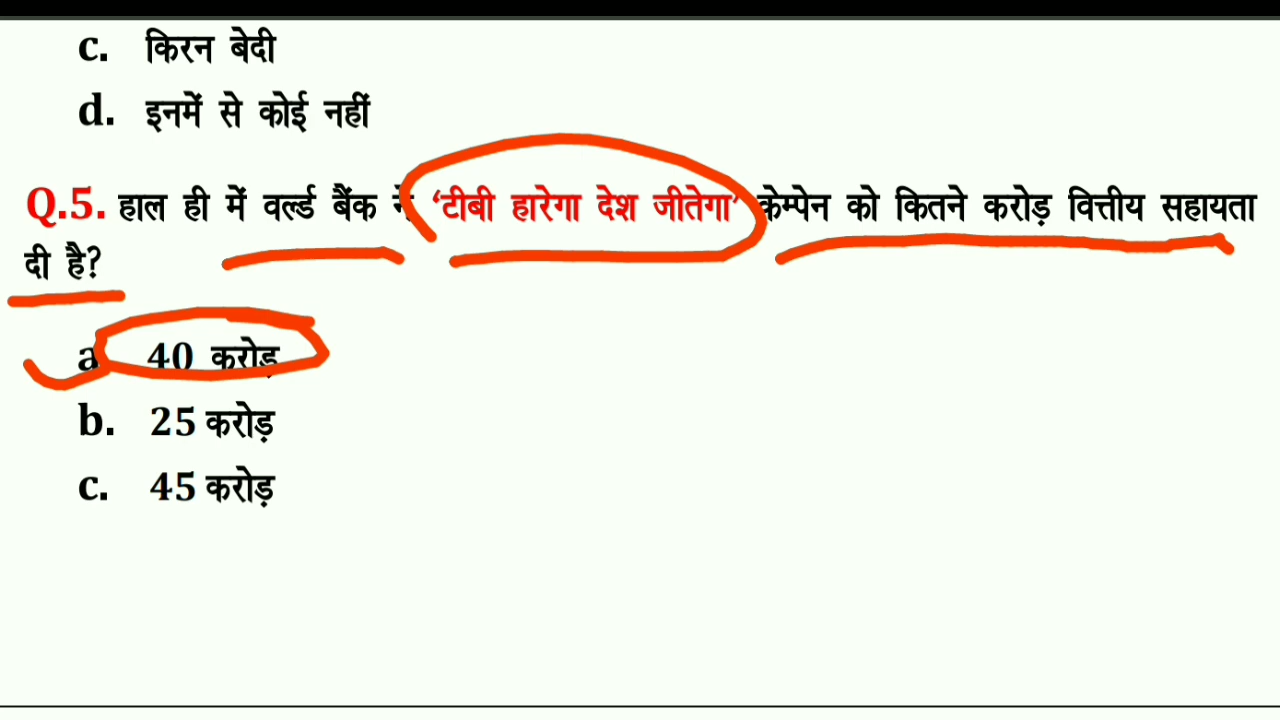 c. किरन बेदी
d. इनमें से कोई नहीं
Q.5. हाल ही में वर्ल्ड बैंक ने ‘टीबी हारेगा देश जीतेगा’ केम्पेन को कितने करोड़ वित्तीय सहायता
दी है?
a 40 करोड़
b. 25 करोड़
c. 45 करोड़